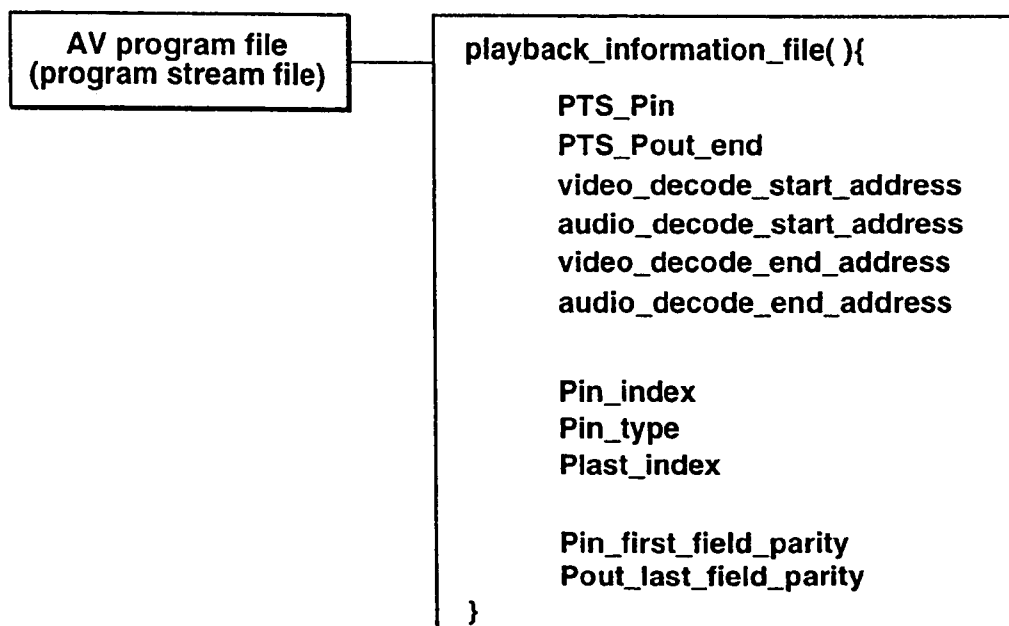 AV program file
(program stream file)
playback_information_file( ){
PTS_Pin
PTS_Pout_end
video_decode_start_address
audio_decode_start_address
video_decode_end_address
audio_decode_end_address
Pin_index
Pin_type
Plast_index
Pin_first_field_parity
Pout_last_field_parity
}